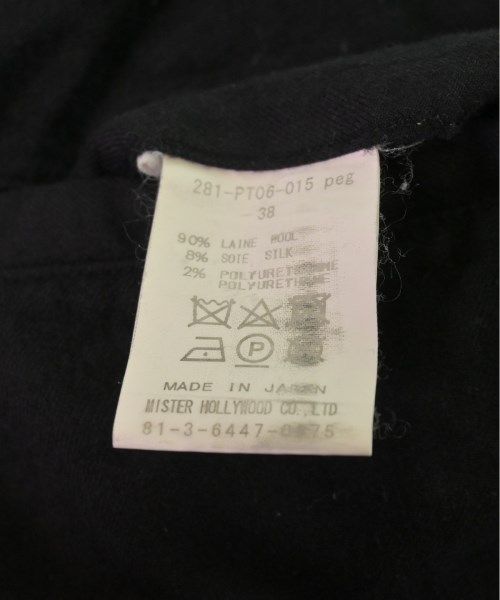 281-PT06-015 peg
38
90% LAINE WOOL
8% SOIE SILK
2% POLYURETHANNE
POLYURETHANE
P
MADE IN JAPAN
MISTER HOLLYWOOD CO.,LTD